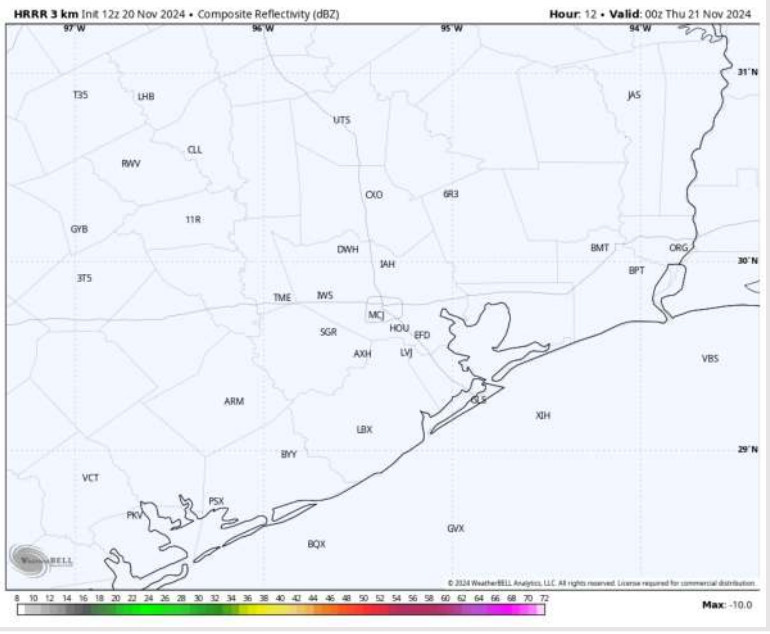 HRRR 3 km Init 12z 20 Nov 2024 • Composite Reflectivity (dBZ)
Hour: 12 • Valid: 00z Thu 21 Nov 2024
97°W 96°W 95°W 94°W
31°N
T35 LHB JAS
UTS
CLL
RWV
CXO 6R3
11R
GYB
DWH BMT ORG
IAH
30°N
3T5 BPT
TME IWS
MCJ
SGR HOU EFD
AXH LVJ
VBS
ARM GLS
XIH
LBX
BYY
29°N
VCT
PSX
PKV
GVX
BQX
WeatherBELL
© 2024 WeatherBELL Analytics, LLC. All rights reserved. License required for commercial distribution.
8 10 12 14 16 18 20 22 24 26 28 30 32 34 36 38 40 42 44 46 48 50 52 54 56 58 60 62 64 66 68 70 72
Max: -10.0